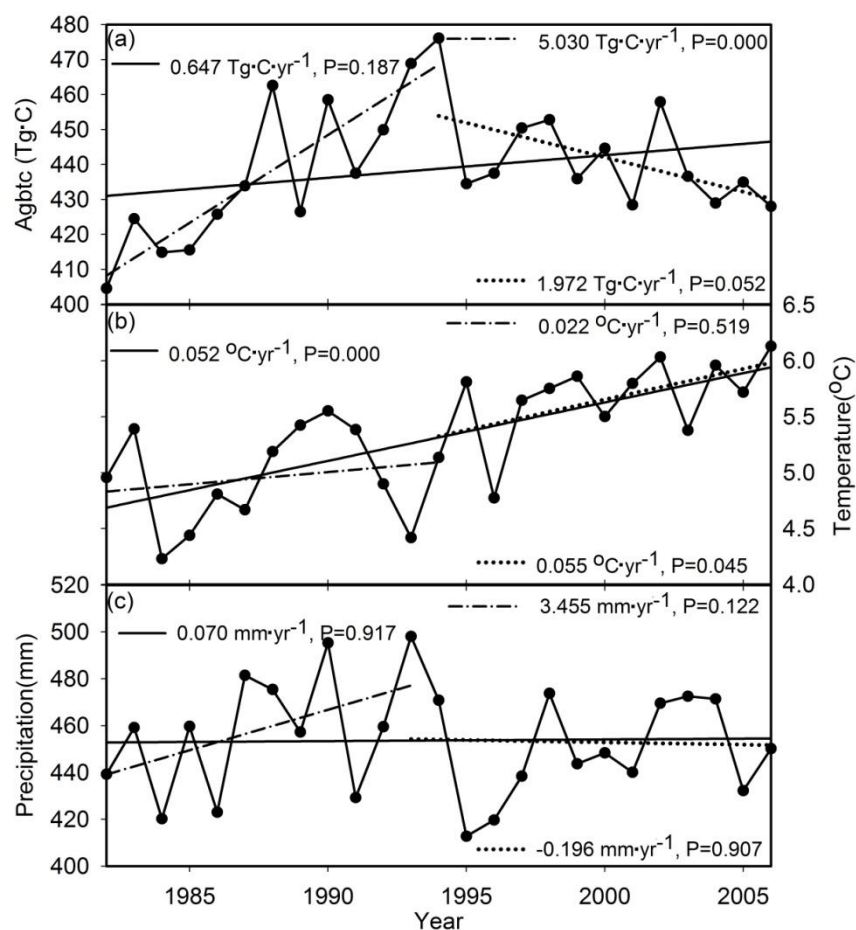 (a)
0.647 Tg·C·yr⁻¹, P=0.187
5.030 Tg·C·yr⁻¹, P=0.000
1.972 Tg·C·yr⁻¹, P=0.052
Agbtc (Tg·C)
480
470
460
450
440
430
420
410
400
(b)
0.052 °C·yr⁻¹, P=0.000
0.022 °C·yr⁻¹, P=0.519
0.055 °C·yr⁻¹, P=0.045
Temperature(°C)
6.5
6.0
5.5
5.0
4.5
4.0
(c)
0.070 mm·yr⁻¹, P=0.917
3.455 mm·yr⁻¹, P=0.122
-0.196 mm·yr⁻¹, P=0.907
Precipitation(mm)
520
500
480
460
440
420
400
1985 1990 1995 2000 2005
Year